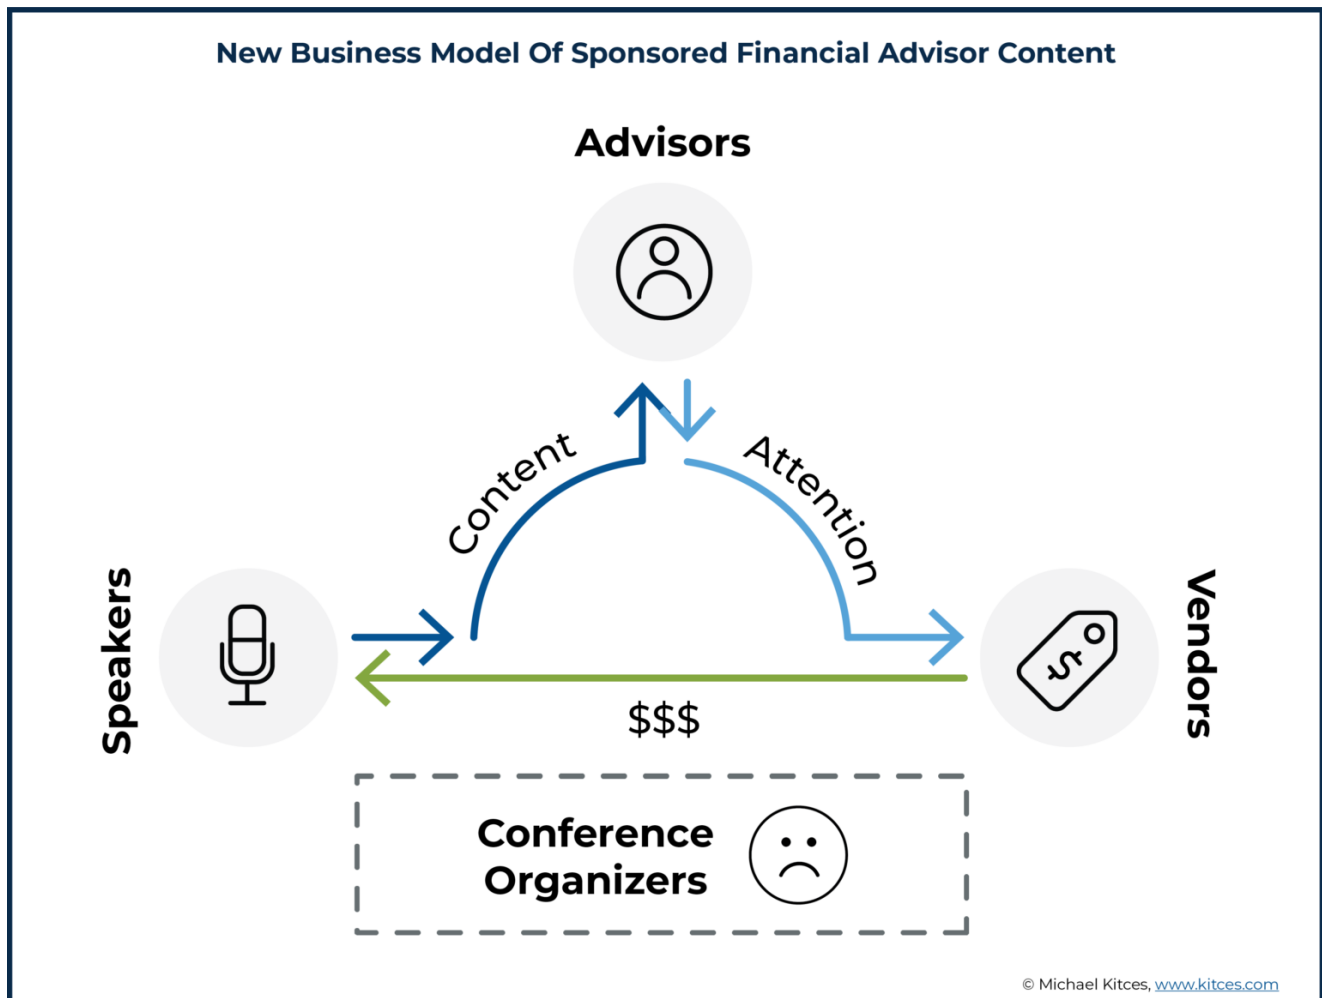 New Business Model Of Sponsored Financial Advisor Content
Advisors
Content
Attention
Speakers
$
Vendors
$$$
Conference
Organizers
© Michael Kitces, www.kitces.com